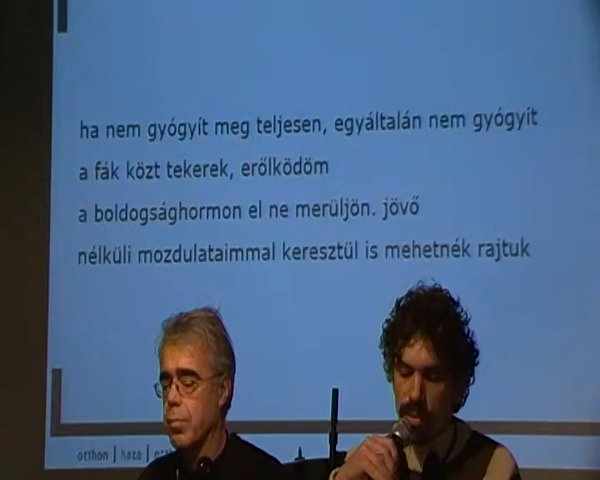 ha nem gyógyít meg teljesen, egyáltalán nem gyógyít
a fák közt tekerek, erőlködöm
a boldogsághormon el ne merüljön. jövő
nélküli mozdulataimmal keresztül is mehetnék rajtuk
otthon | haza |